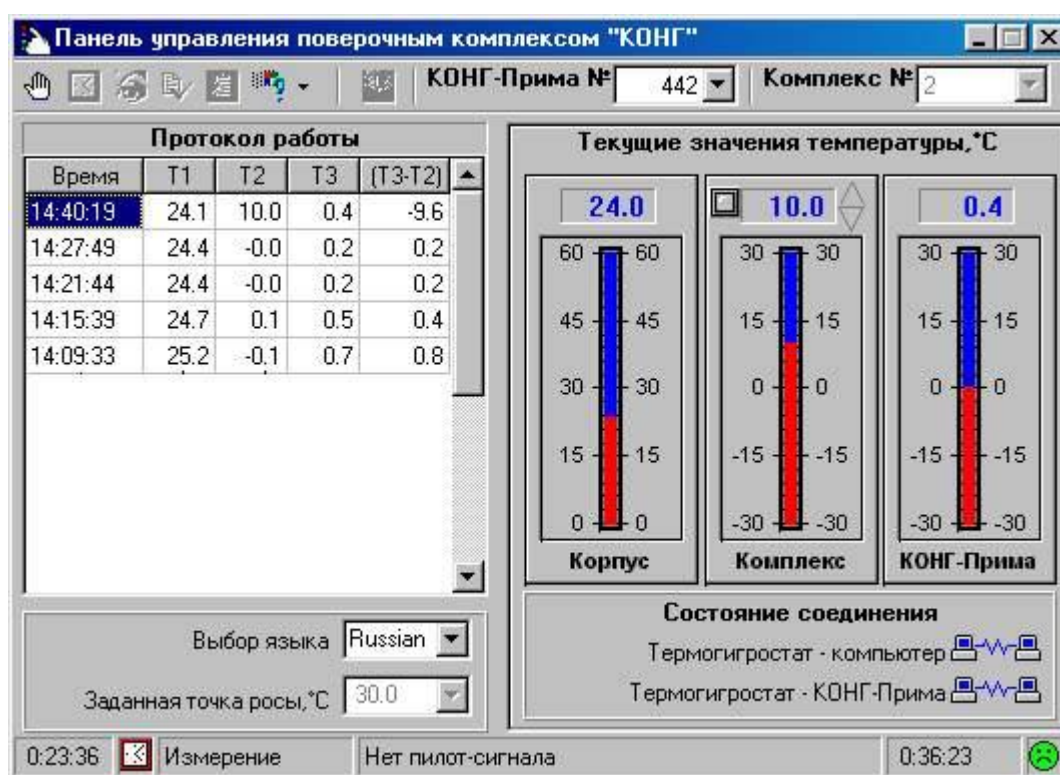 Панель управления поверочным комплексом "КОНГ"
КОНГ-Прима № 442 Комплекс № 2
Протокол работы
Время T1 T2 T3 (T3-T2)
14:40:19 24.1 10.0 0.4 -9.6
14:27:49 24.4 -0.0 0.2 0.2
14:21:44 24.4 -0.0 0.2 0.2
14:15:39 24.7 0.1 0.5 0.4
14:09:33 25.2 -0.1 0.7 0.8
Выбор языка Russian
Заданная точка росы,°C 30.0
Текущие значения температуры,°C
24.0 10.0 0.4
60 60 30 30 30 30
45 45 15 15 15 15
30 30 0 0 0 0
15 15 -15 -15 -15 -15
0 0 -30 -30 -30 -30
Корпус Комплекс КОНГ-Прима
Состояние соединения
Термогигростат - компьютер
Термогигростат - КОНГ-Прима
0:23:36 Измерение Нет пилот-сигнала 0:36:23